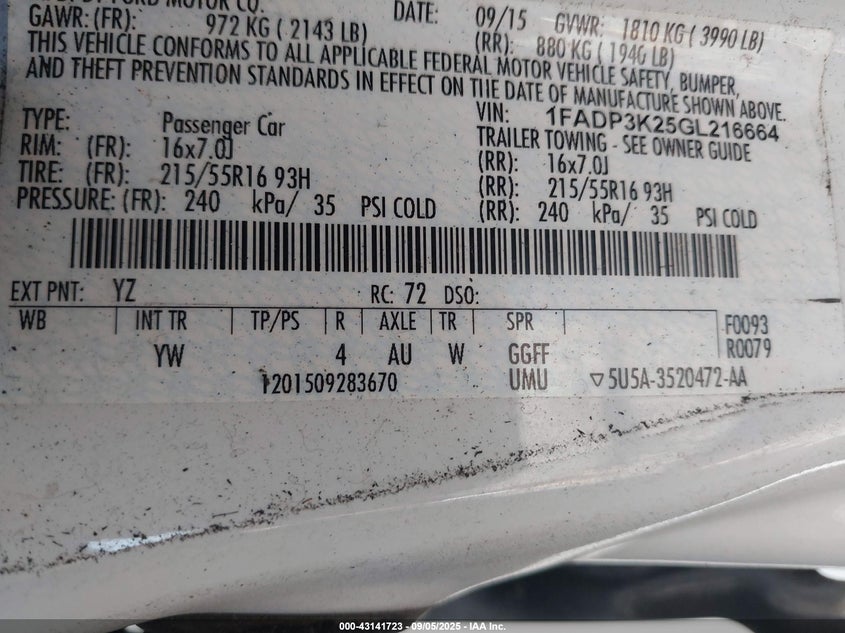 FORD MOTOR CO.
DATE: 09/15 GVWR: 1810 KG ( 3990 LB)
GAWR: (FR): 972 KG ( 2143 LB) (RR): 880 KG ( 1940 LB)
THIS VEHICLE CONFORMS TO ALL APPLICABLE FEDERAL MOTOR VEHICLE SAFETY, BUMPER,
AND THEFT PREVENTION STANDARDS IN EFFECT ON THE DATE OF MANUFACTURE SHOWN ABOVE.
VIN: 1FADP3K25GL216664
TYPE: Passenger Car TRAILER TOWING - SEE OWNER GUIDE
RIM: (FR): 16x7.0J (RR): 16x7.0J
TIRE: (FR): 215/55R16 93H (RR): 215/55R16 93H
PRESSURE: (FR): 240 kPa/ 35 PSI COLD (RR): 240 kPa/ 35 PSI COLD
EXT PNT: YZ RC: 72 DSO:
WB INT TR TP/PS R AXLE TR SPR F0093
YW 4 AU W GGFF R0079
1201509283670 UMU ▽5U5A-3520472-AA
000-43141723 - 09/05/2025 - IAA Inc.